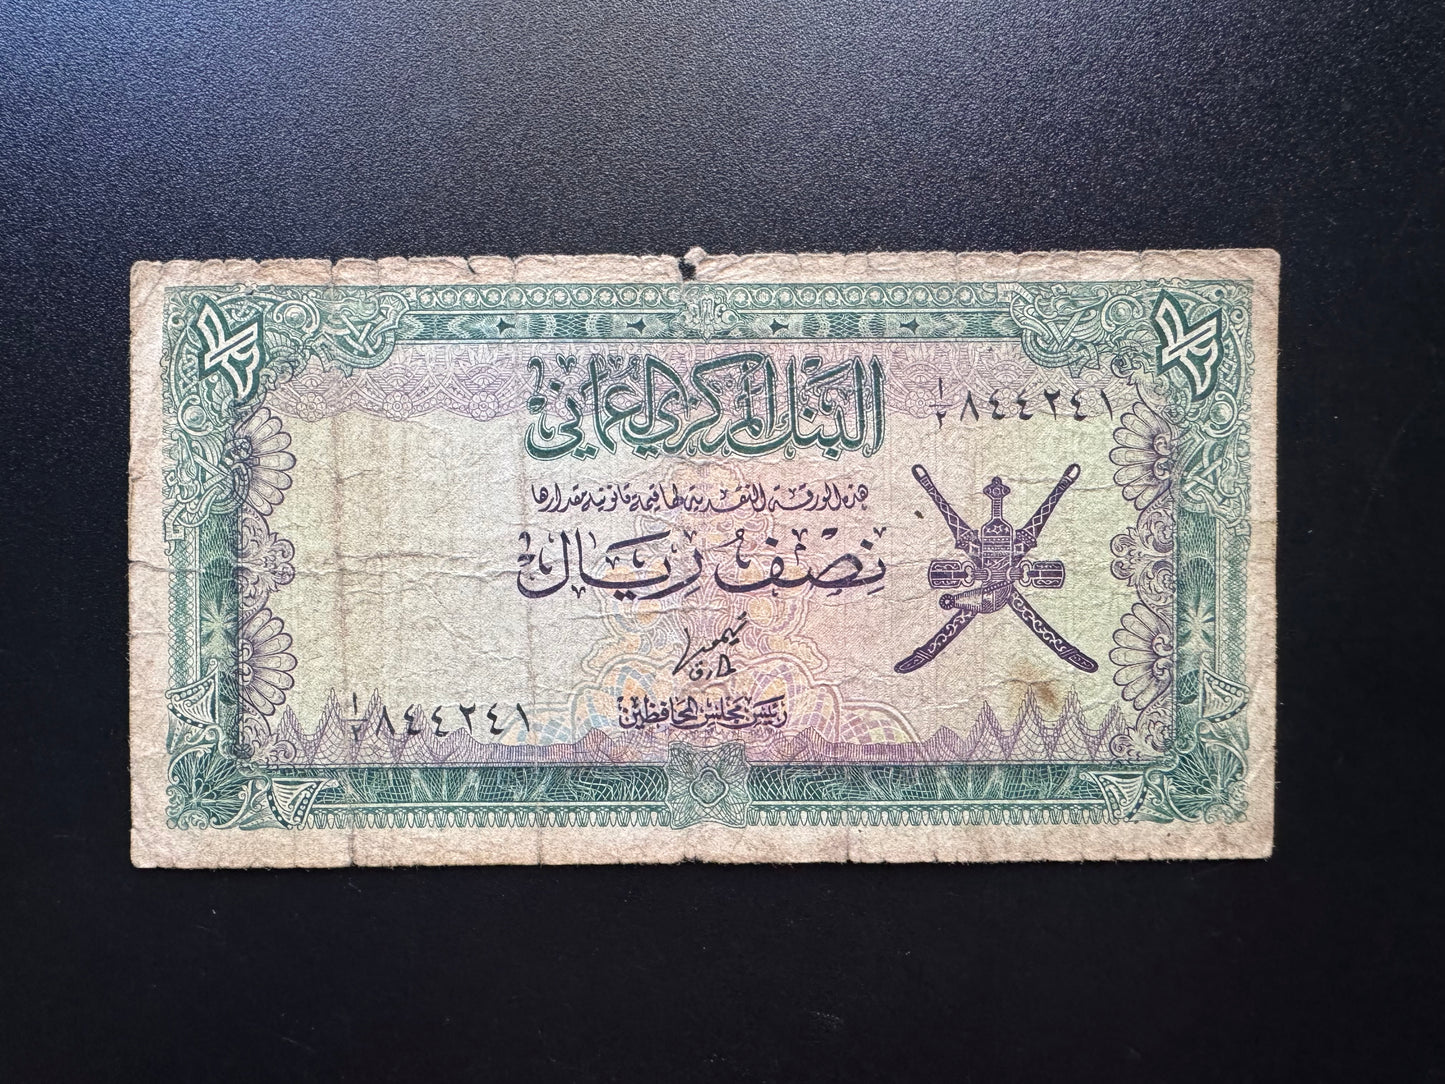 البنك المركزي العماني
١/٢ ٨٤٤٢٤١
هذه الورقة النقدية لها قيمة قانونية مقدارها
نصف ريال
رئيس مجلس المحافظين
١/٢ ٨٤٤٢٤١